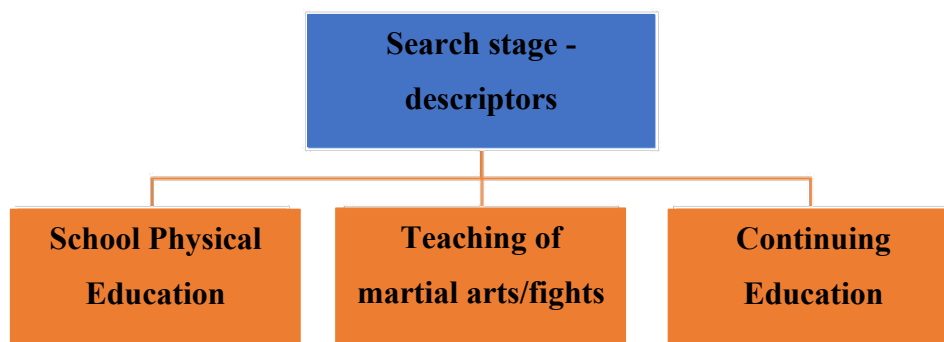 Search stage -
descriptors
School Physical
Education
Teaching of
martial arts/fights
Continuing
Education